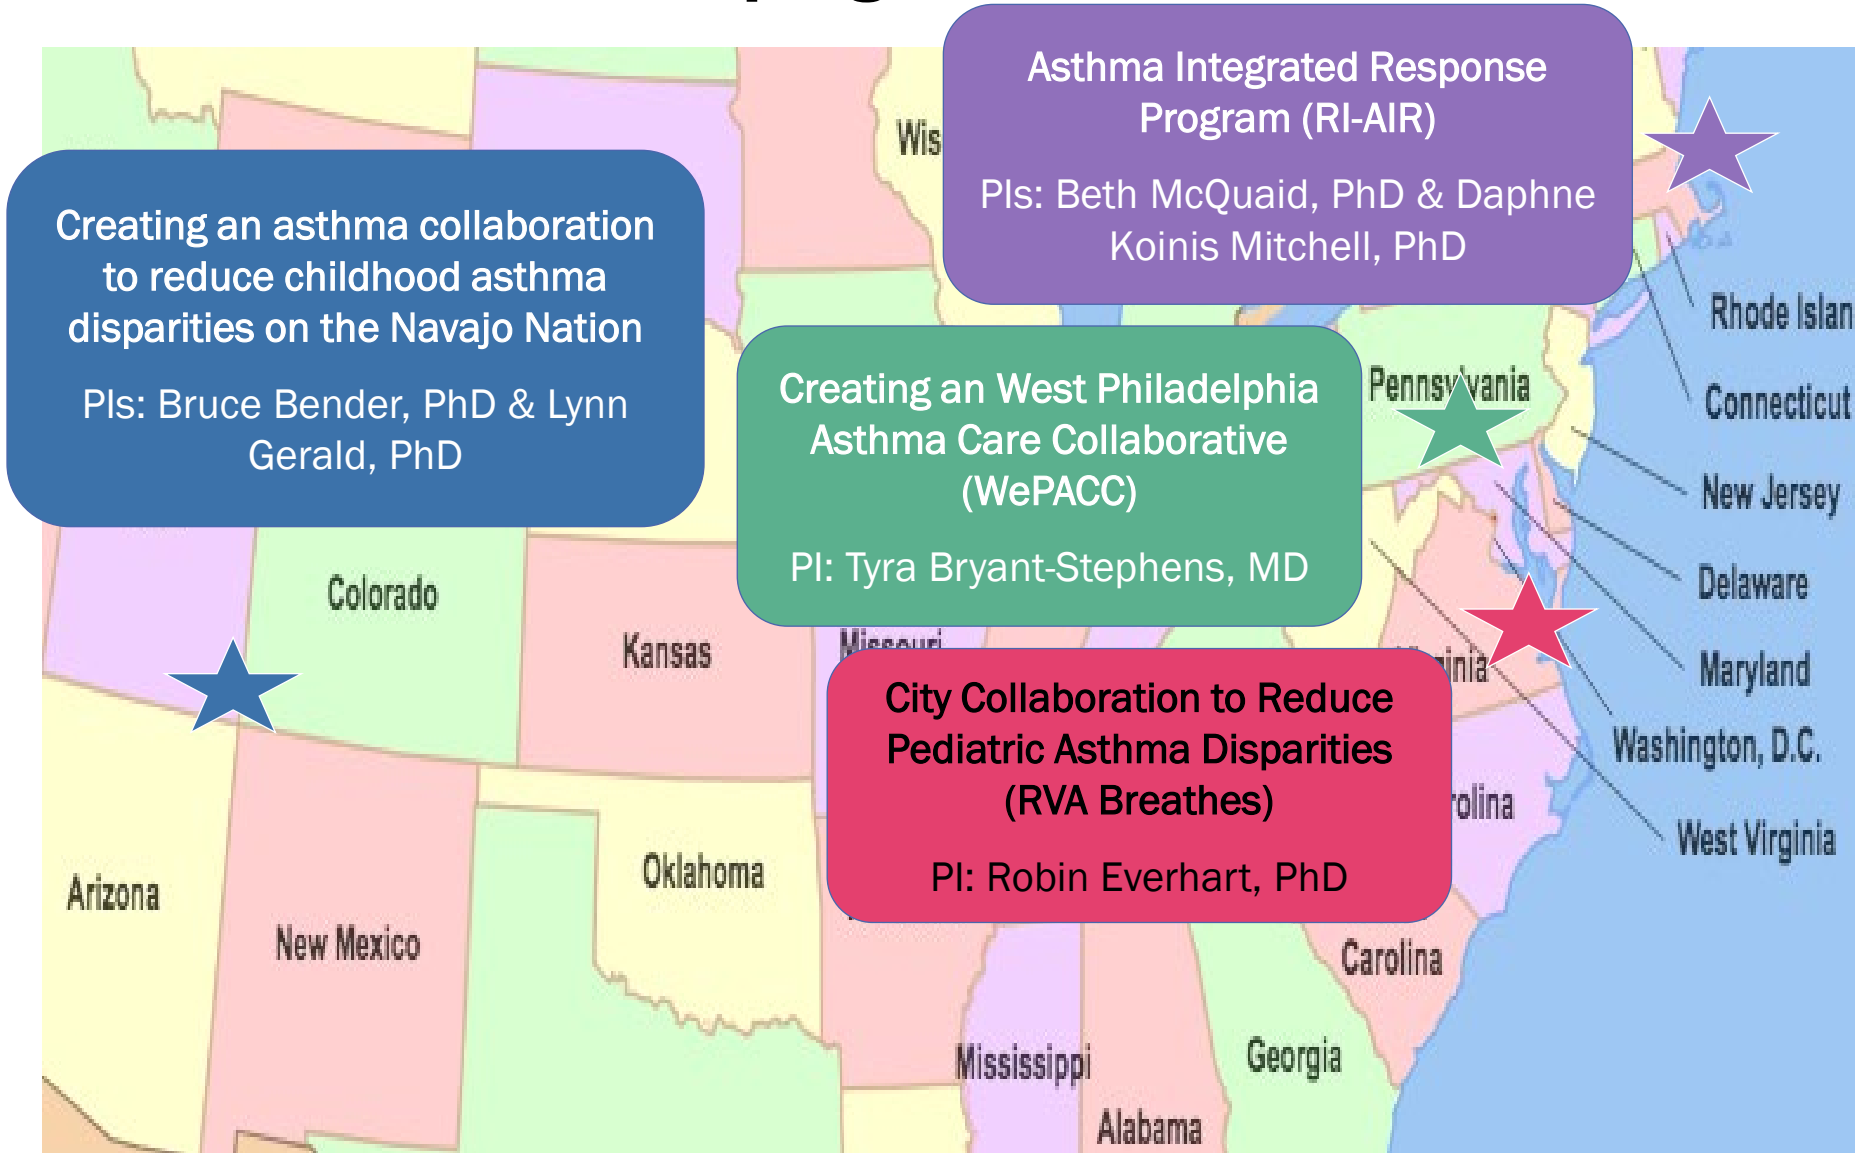 Asthma Integrated Response
Program (RI-AIR)
PIs: Beth McQuaid, PhD & Daphne
Koinis Mitchell, PhD
Wis
Creating an asthma collaboration
to reduce childhood asthma
disparities on the Navajo Nation
PIs: Bruce Bender, PhD & Lynn
Gerald, PhD
Creating an West Philadelphia
Asthma Care Collaborative
(WePACC)
PI: Tyra Bryant-Stephens, MD
City Collaboration to Reduce
Pediatric Asthma Disparities
(RVA Breathes)
PI: Robin Everhart, PhD
Rhode Islan
Connecticut
Pennsylvania
New Jersey
Delaware
Maryland
Washington, D.C.
West Virginia
Colorado
Kansas
Missouri
inia
rolina
Arizona
New Mexico
Oklahoma
Carolina
Mississippi
Georgia
Alabama